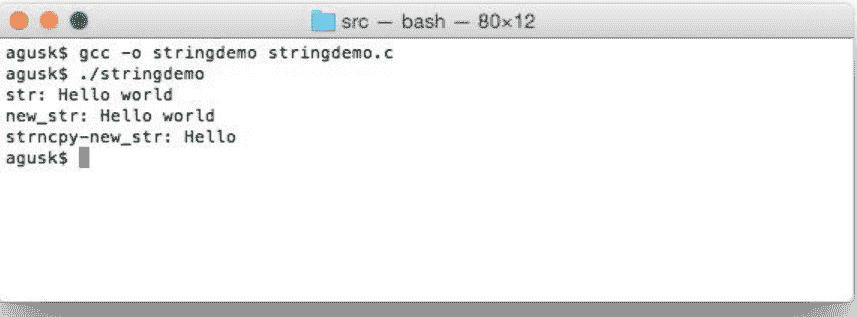 src — bash — 80×12
agusk$ gcc -o stringdemo stringdemo.c
agusk$ ./stringdemo
str: Hello world
new_str: Hello world
strncpy-new_str: Hello
agusk$